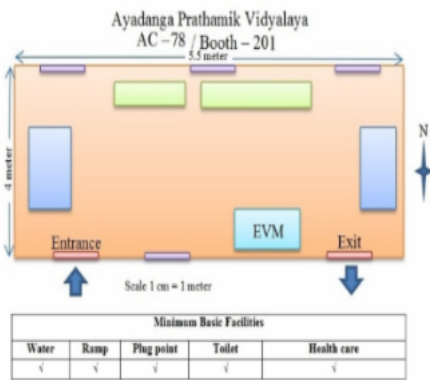 Ayadanga Prathamik Vidyalaya
AC –78 / Booth – 201
5.5 meter
4 meter
N
EVM
Entrance
Exit
Scale 1 cm = 1 meter
Minimum Basic Facilities
Water Ramp Plug point Toilet Health care
√ √ √ √ √